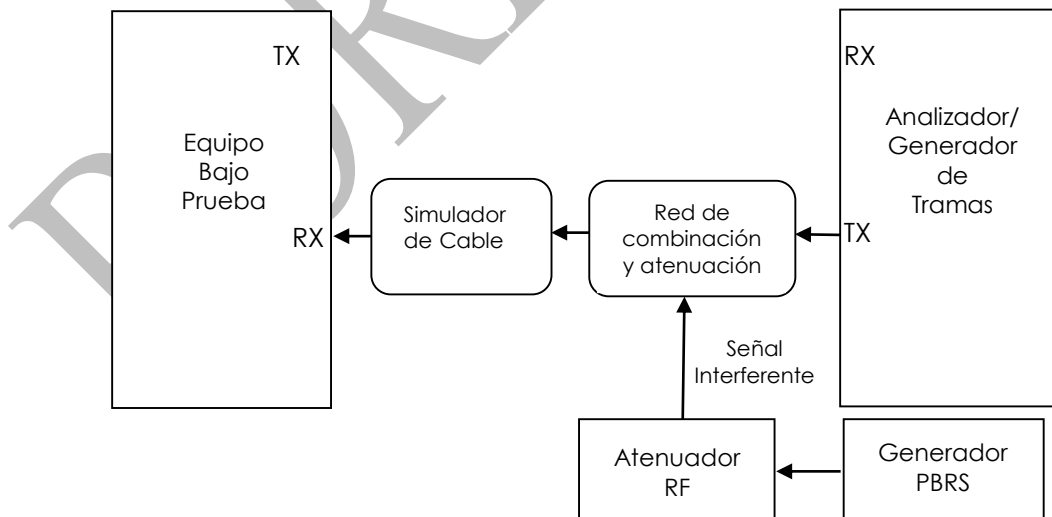 TX
RX
Equipo
Bajo
Prueba
Analizador/
Generador
de
Tramas
RX
Simulador
de Cable
Red de
combinación
y atenuación
TX
Señal
Interferente
Atenuador
RF
Generador
PBRS